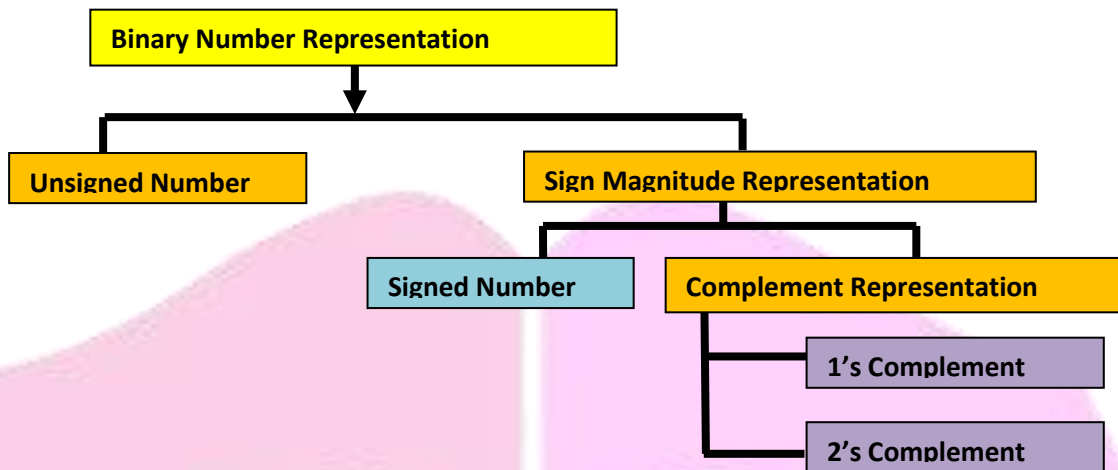 Binary Number Representation
Unsigned Number
Sign Magnitude Representation
Signed Number
Complement Representation
1’s Complement
2’s Complement